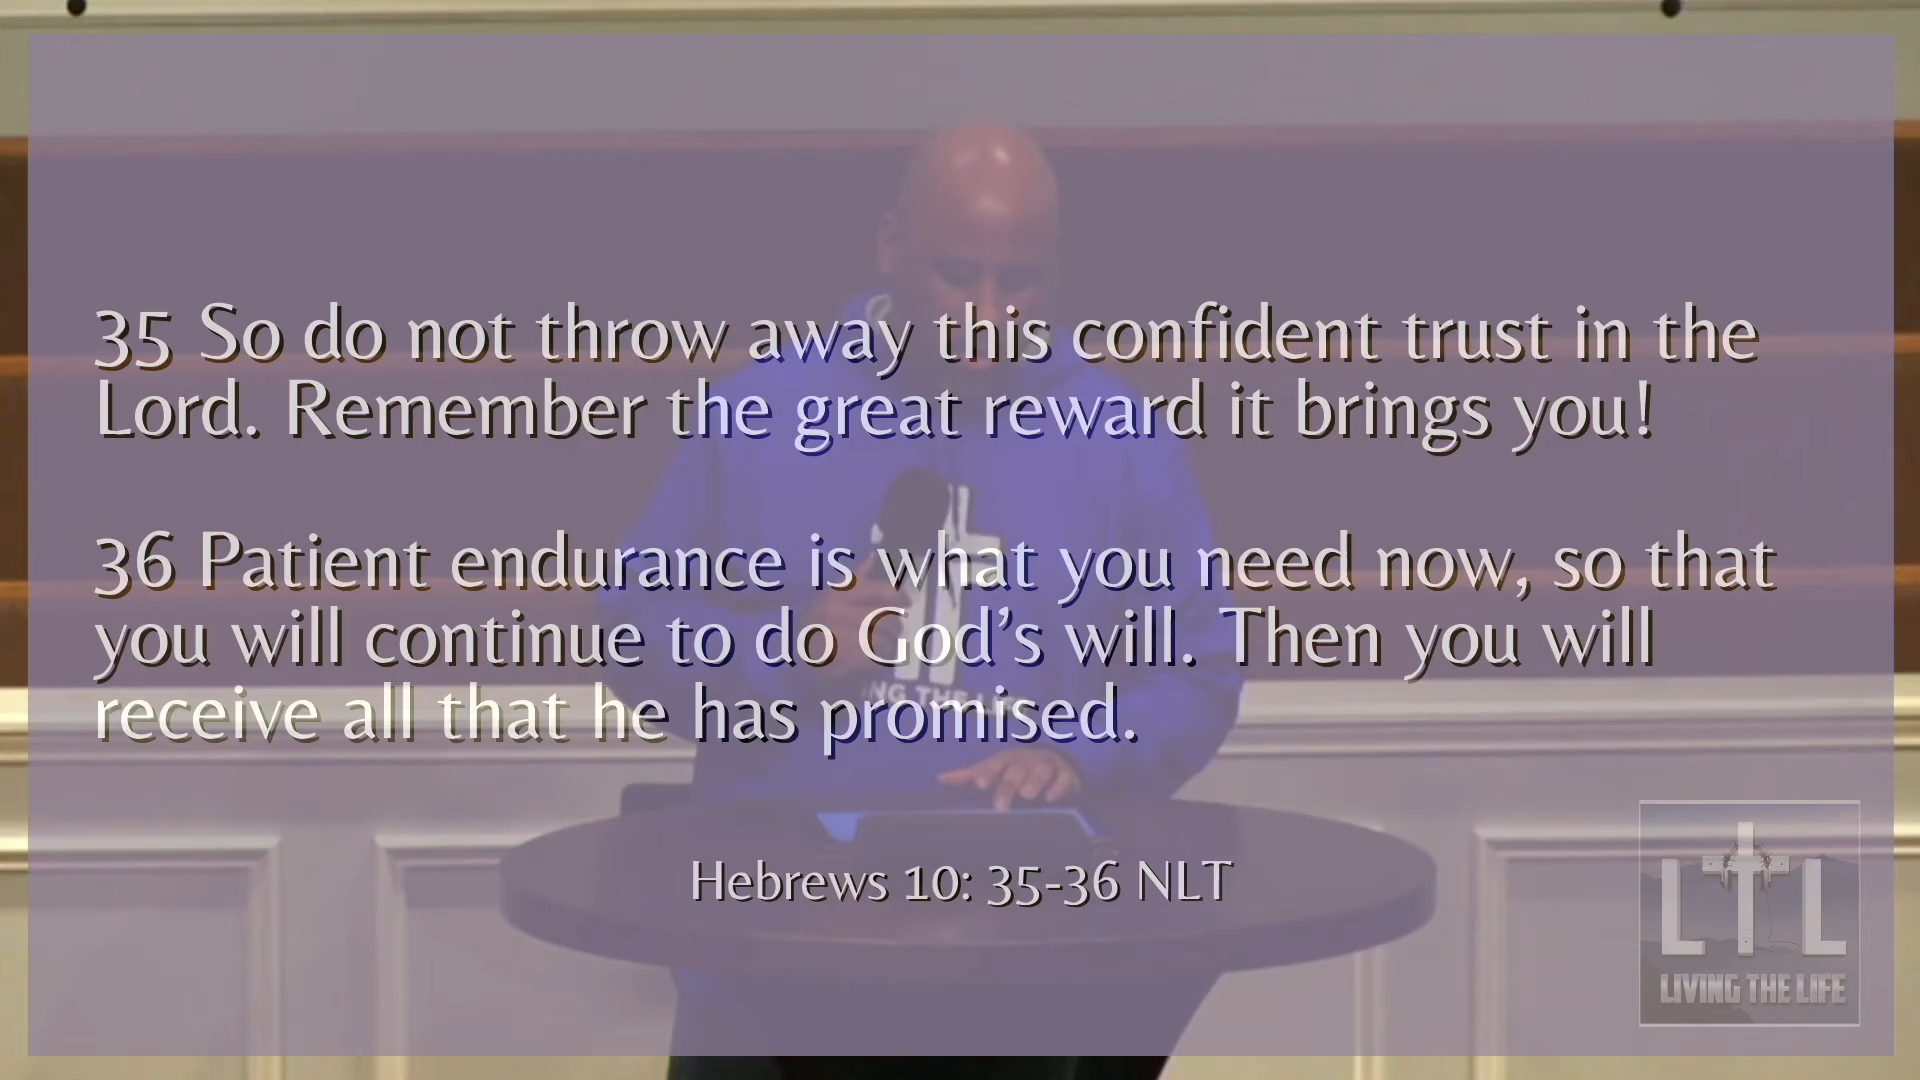 35 So do not throw away this confident trust in the
Lord. Remember the great reward it brings you!
36 Patient endurance is what you need now, so that
you will continue to do God’s will. Then you will
receive all that he has promised.
Hebrews 10: 35-36 NLT
LTL
LIVING THE LIFE